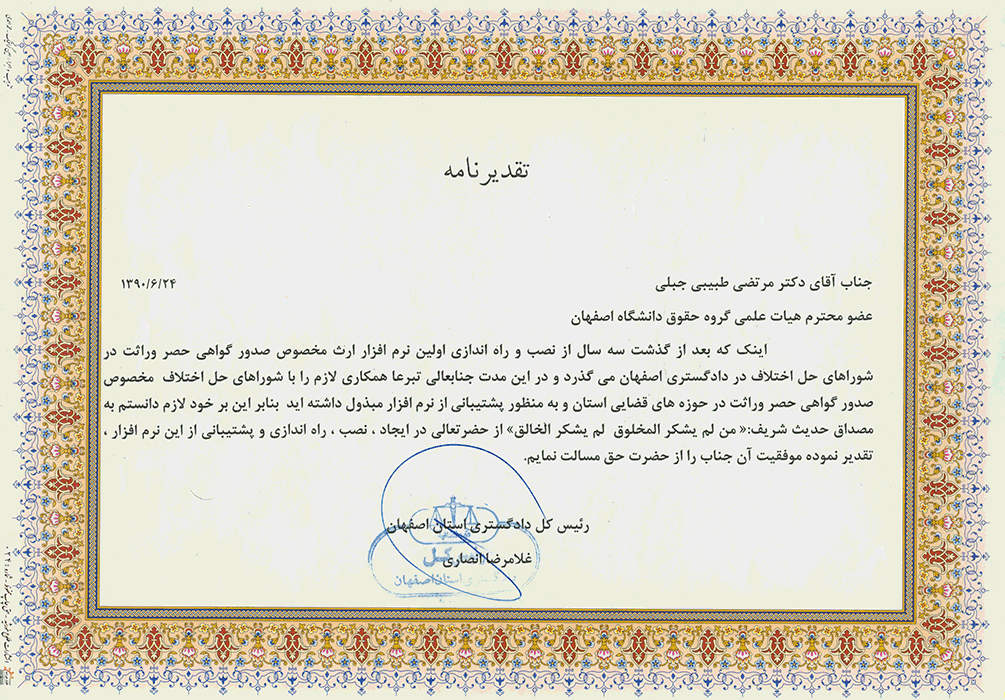 تقدیرنامه
جناب آقای دکتر مرتضی طبیبی جبلی
۱۳۹۰/۶/۲۴
عضو محترم هیات علمی گروه حقوق دانشگاه اصفهان
اینک که بعد از گذشت سه سال از نصب و راه اندازی اولین نرم افزار ارث مخصوص صدور گواهی حصر وراثت در
شوراهای حل اختلاف در دادگستری اصفهان می گذرد و در این مدت جنابعالی تبرعا همکاری لازم را با شوراهای حل اختلاف مخصوص
صدور گواهی حصر وراثت در حوزه های قضایی استان و به منظور پشتیبانی از نرم افزار مبذول داشته اید بنابر این بر خود لازم دانستم به
مصداق حدیث شریف:« من لم یشکر المخلوق لم یشکر الخالق» از حضرتعالی در ایجاد ، نصب ، راه اندازی و پشتیبانی از این نرم افزار ،
تقدیر نموده موفقیت آن جناب را از حضرت حق مسالت نمایم.
رئیس کل دادگستری استان اصفهان
غلامرضا انصاری
کل
استان اصفهان